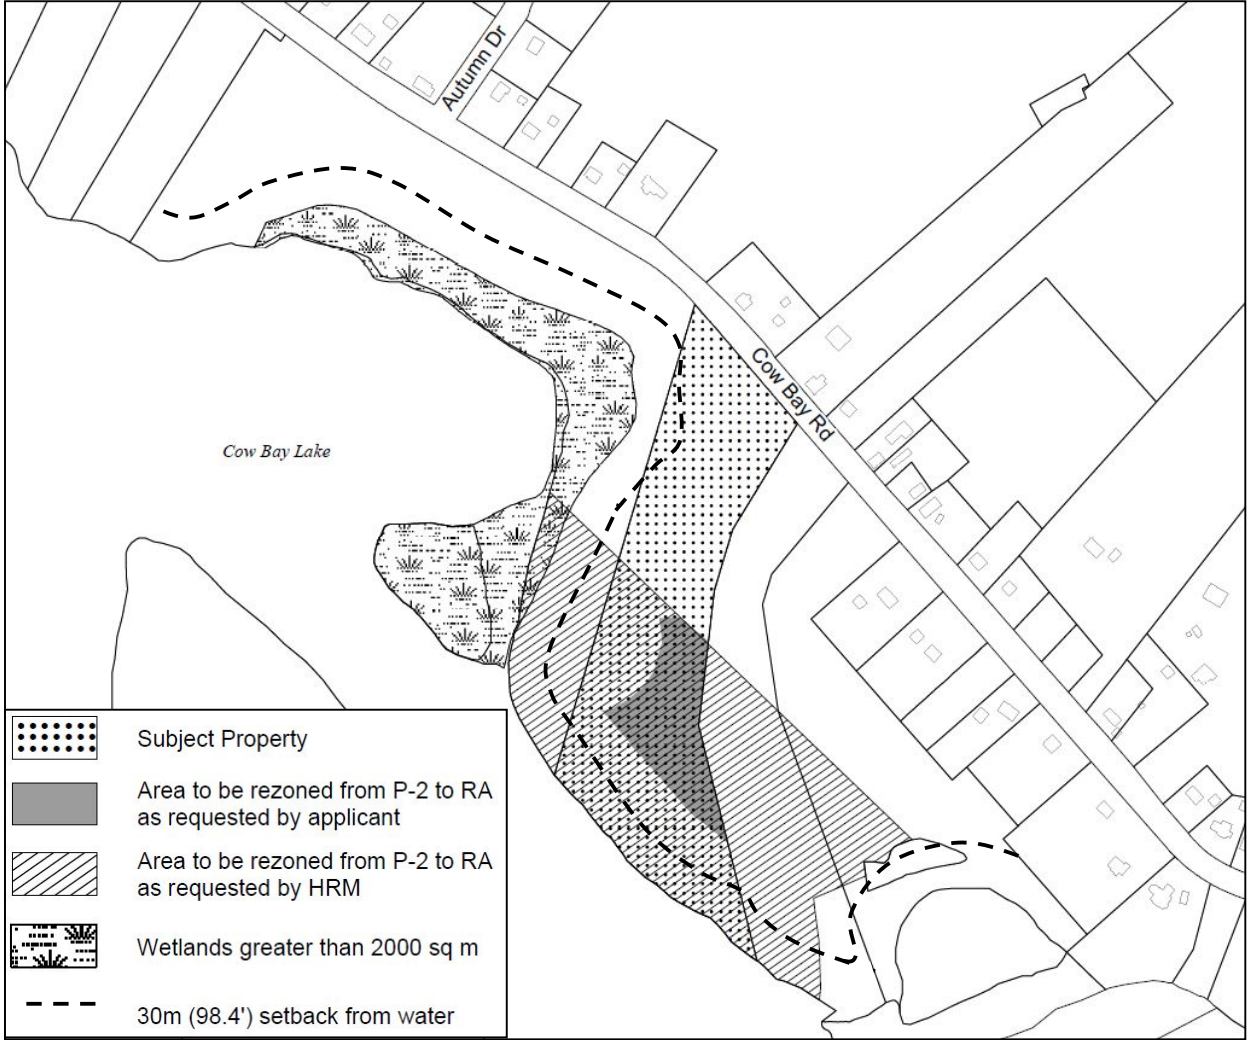 Autumn Dr
Cow Bay Rd
Cow Bay Lake
Subject Property
Area to be rezoned from P-2 to RA
as requested by applicant
Area to be rezoned from P-2 to RA
as requested by HRM
Wetlands greater than 2000 sq m
30m (98.4') setback from water